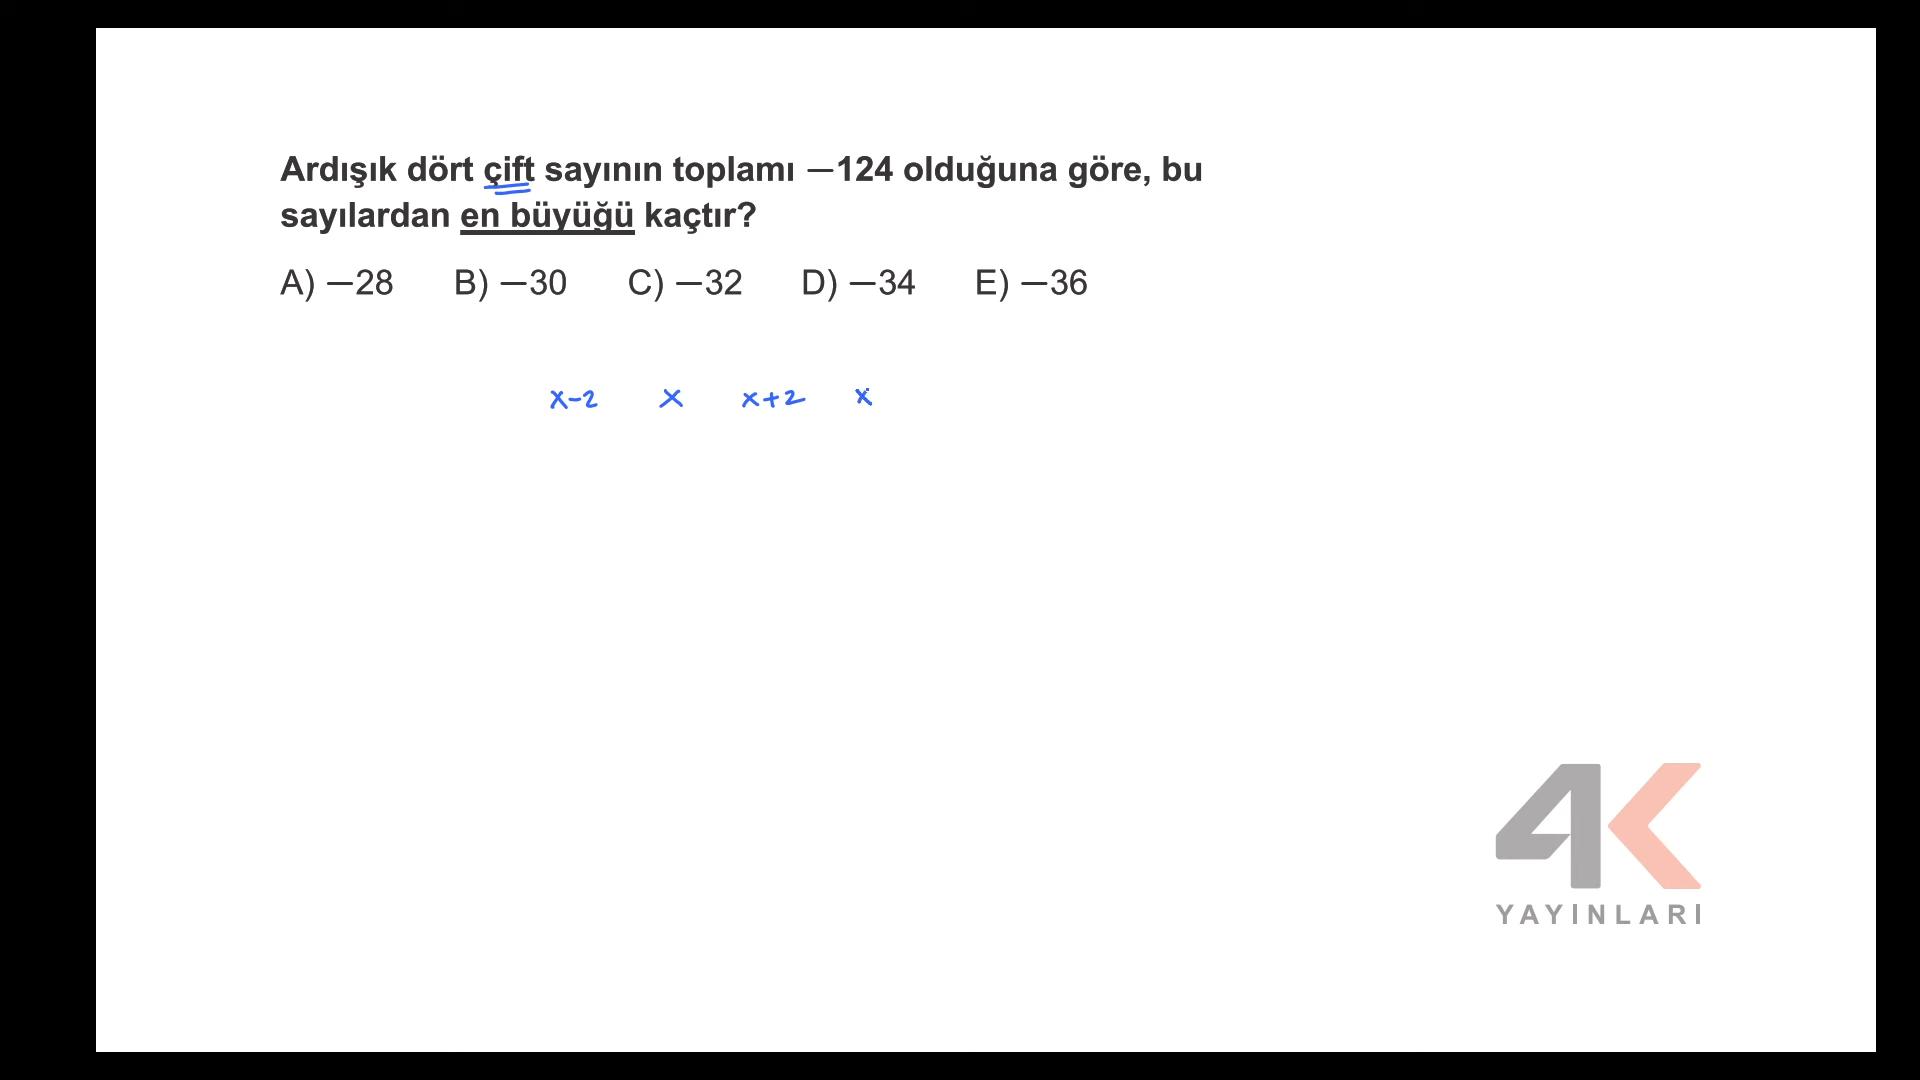 Ardışık dört çift sayının toplamı —124 olduğuna göre, bu
sayılardan en büyüğü kaçtır?
A) —28 B) —30 C) —32 D) —34 E) —36
x-2 x x+2 x
4K
YAYINLARI